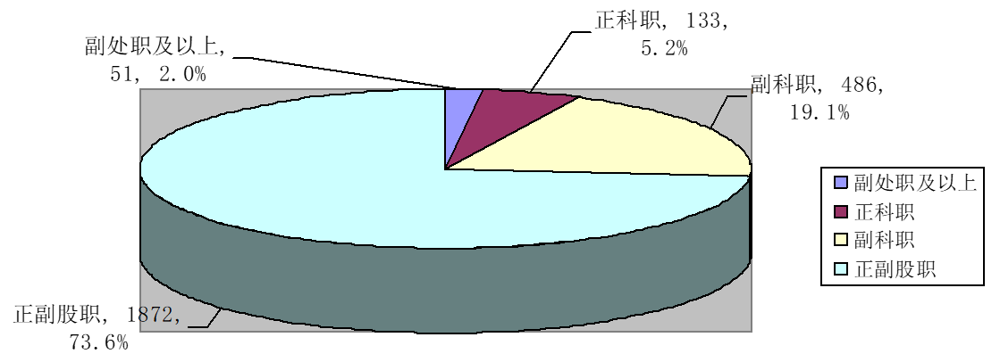 正科职, 133,
5.2%
副处职及以上,
51, 2.0%
副科职, 486,
19.1%
副处职及以上
正科职
副科职
正副股职
正副股职, 1872,
73.6%